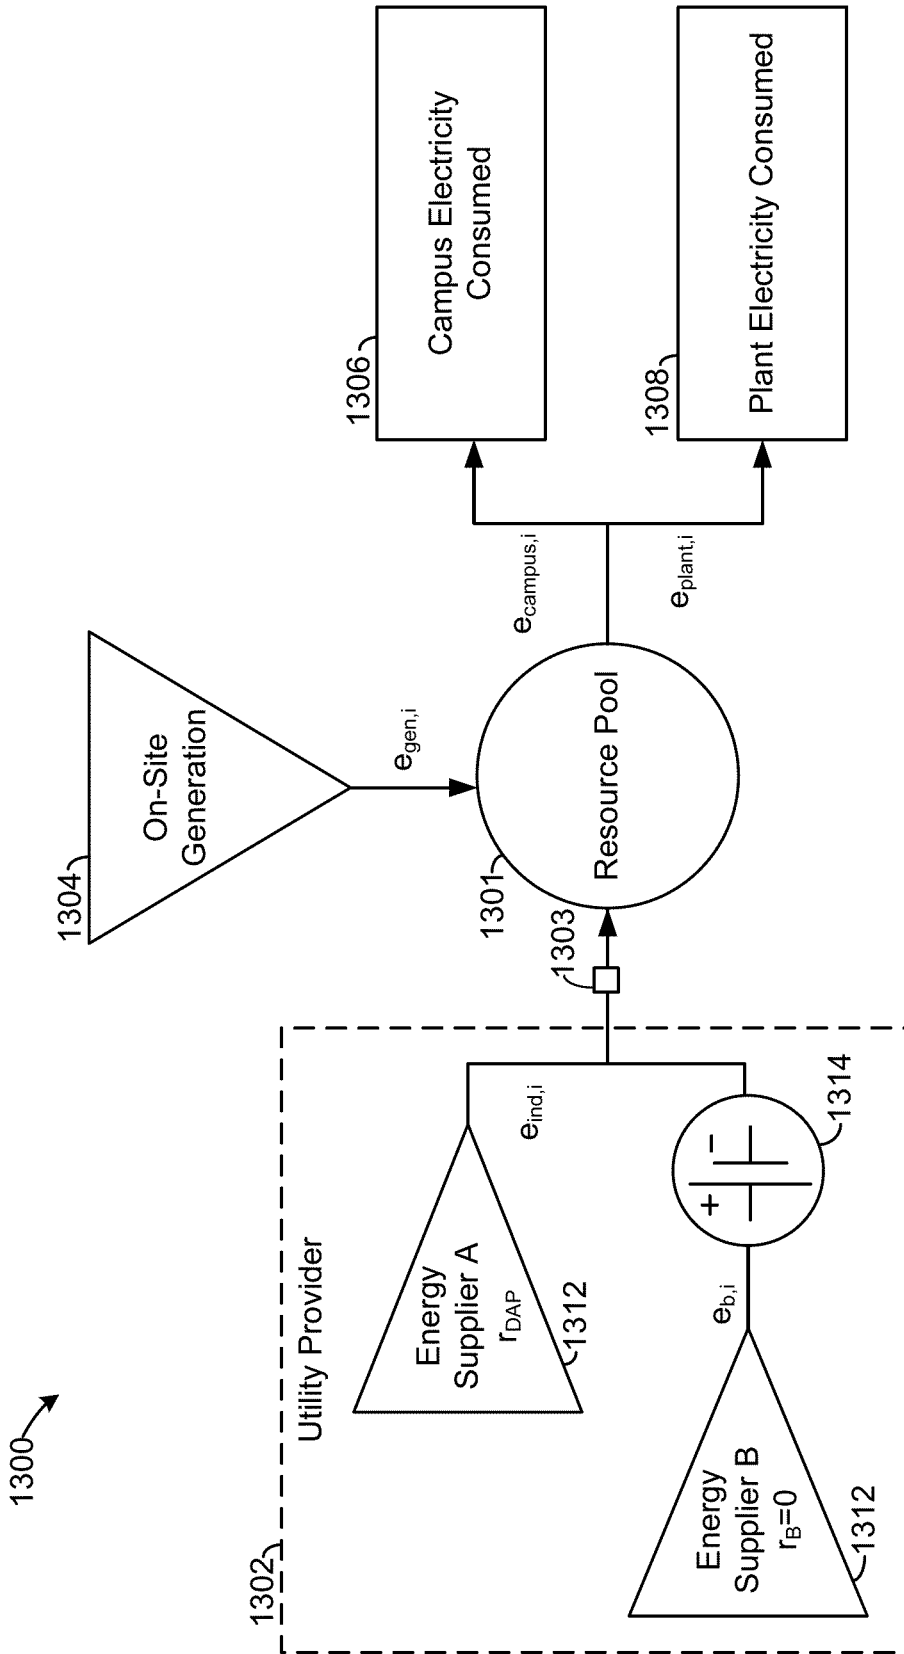 1300
1302
Utility Provider
Energy
Supplier A
r_DAP
1312
e_ind,i
Energy
Supplier B
r_B=0
1312
e_b,i
+ -
1314
1303
1304
On-Site
Generation
e_gen,i
1301
Resource Pool
e_campus,i
e_plant,i
1306
Campus Electricity
Consumed
1308
Plant Electricity Consumed